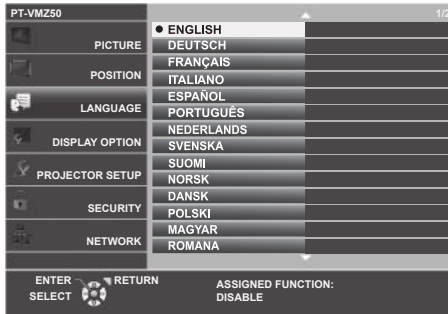 PT-VMZ50
1/2
PICTURE
POSITION
LANGUAGE
DISPLAY OPTION
PROJECTOR SETUP
SECURITY
NETWORK
ENGLISH
DEUTSCH
FRANÇAIS
ITALIANO
ESPAÑOL
PORTUGUÊS
NEDERLANDS
SVENSKA
SUOMI
NORSK
DANSK
POLSKI
MAGYAR
ROMANA
ENTER
RETURN
SELECT
ASSIGNED FUNCTION:
DISABLE